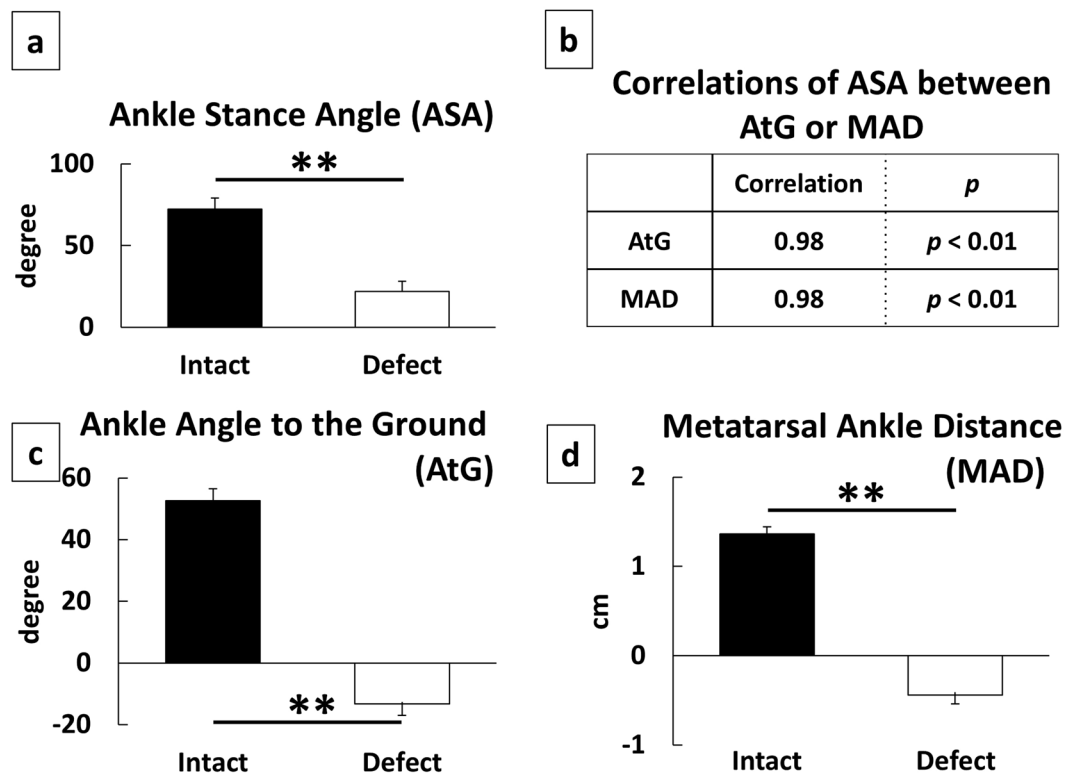 a
Ankle Stance Angle (ASA)
**
100
50
0
degree
Intact Defect
b
Correlations of ASA between
AtG or MAD
Correlation p
AtG 0.98 p < 0.01
MAD 0.98 p < 0.01
c
Ankle Angle to the Ground
(AtG)
60
40
20
0
-20
degree
**
Intact Defect
d
Metatarsal Ankle Distance
(MAD)
**
2
1
0
-1
cm
Intact Defect